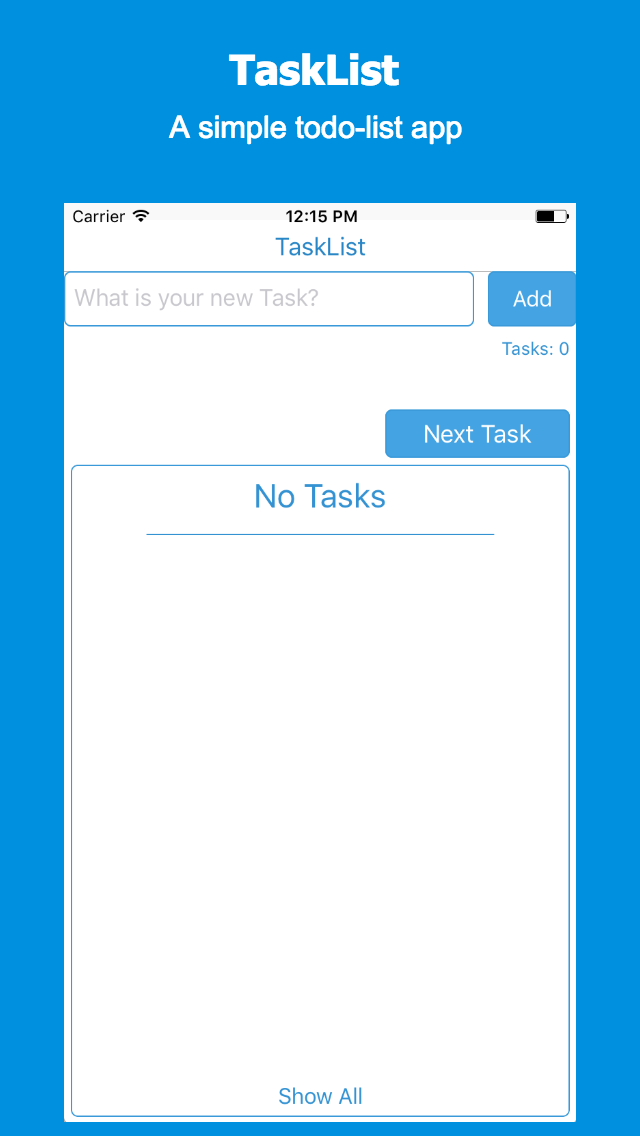 TaskList
A simple todo-list app
Carrier 12:15 PM
TaskList
What is your new Task? Add
Tasks: 0
Next Task
No Tasks
Show All